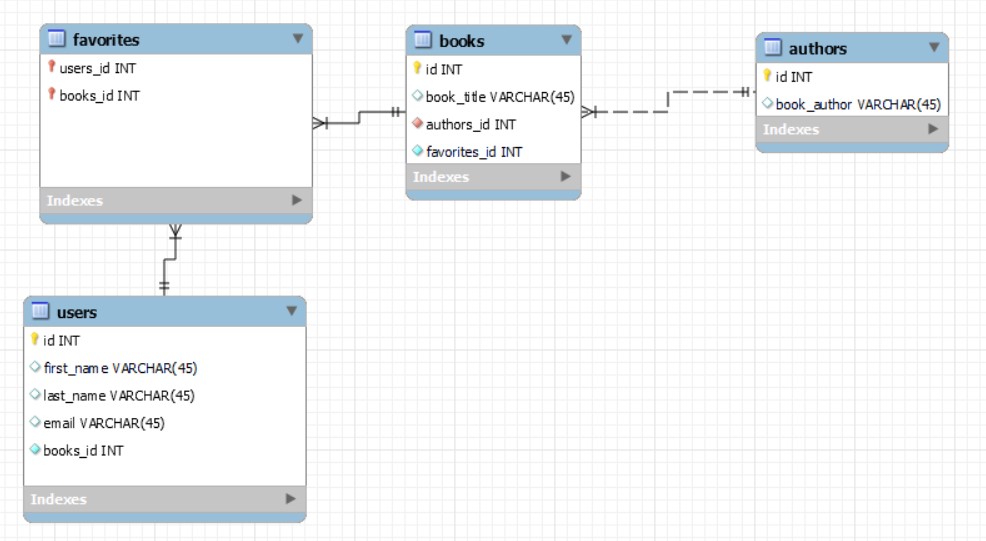 favorites
users_id INT
books_id INT
Indexes
books
id INT
book_title VARCHAR(45)
authors_id INT
favorites_id INT
Indexes
authors
id INT
book_author VARCHAR(45)
Indexes
users
id INT
first_name VARCHAR(45)
last_name VARCHAR(45)
email VARCHAR(45)
books_id INT
Indexes